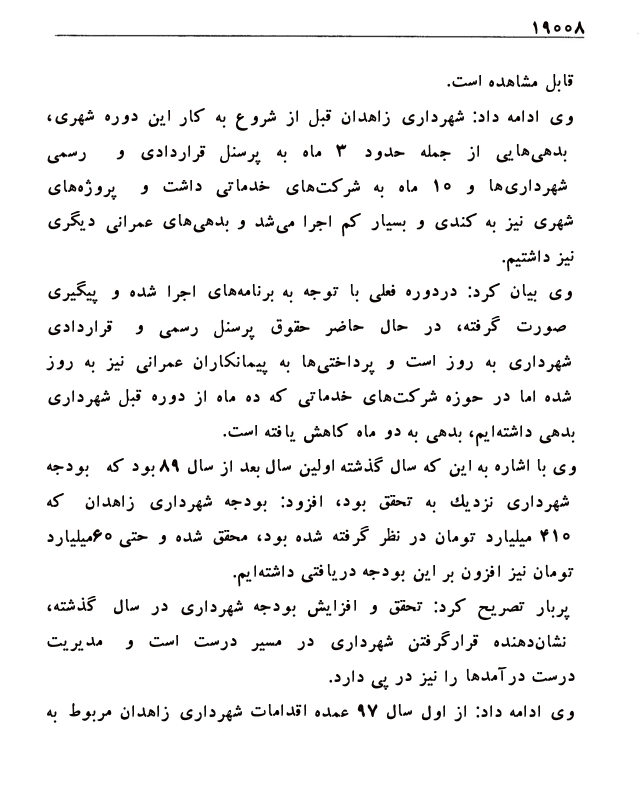 ۱۹۰۰۸
قابل مشاهده است.
وی ادامه داد: شهرداری زاهدان قبل از شروع به کار این دوره شهری،
بدهی‌هایی از جمله حدود ۳ ماه به پرسنل قراردادی و رسمی
شهرداری‌ها و ۱۰ ماه به شرکت‌های خدماتی داشت و پروژه‌های
شهری نیز به کندی و بسیار کم اجرا می‌شد و بدهی‌های عمرانی دیگری
نیز داشتیم.
وی بیان کرد: دردوره فعلی با توجه به برنامه‌های اجرا شده و پیگیری
صورت گرفته، در حال حاضر حقوق پرسنل رسمی و قراردادی
شهرداری به روز است و پرداختی‌ها به پیمانکاران عمرانی نیز به روز
شده اما در حوزه شرکت‌های خدماتی که ده ماه از دوره قبل شهرداری
بدهی داشته‌ایم، بدهی به دو ماه کاهش یافته است.
وی با اشاره به این که سال گذشته اولین سال بعد از سال ۸۹ بود که بودجه
شهرداری نزدیك به تحقق بود، افزود: بودجه شهرداری زاهدان که
۴۱۰ میلیارد تومان در نظر گرفته شده بود، محقق شده و حتی ۶۰میلیارد
تومان نیز افزون بر این بودجه دریافتی داشته‌ایم.
پربار تصریح کرد: تحقق و افزایش بودجه شهرداری در سال گذشته،
نشان‌دهنده قرارگرفتن شهرداری در مسیر درست است و مدیریت
درست درآمدها را نیز در پی دارد.
وی ادامه داد: از اول سال ۹۷ عمده اقدامات شهرداری زاهدان مربوط به